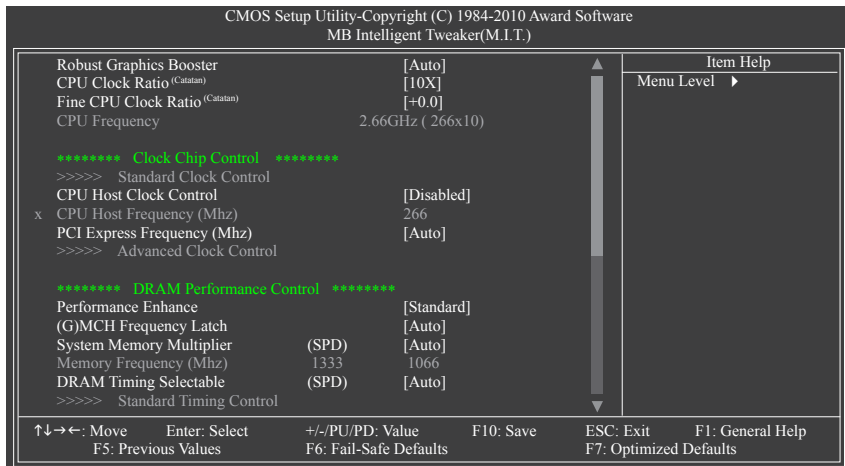 CMOS Setup Utility-Copyright (C) 1984-2010 Award Software
MB Intelligent Tweaker(M.I.T.)
Robust Graphics Booster [Auto]
CPU Clock Ratio (Catatan) [10X]
Fine CPU Clock Ratio (Catatan) [+0.0]
CPU Frequency 2.66GHz ( 266x10)
******** Clock Chip Control ********
>>>>> Standard Clock Control
CPU Host Clock Control [Disabled]
x CPU Host Frequency (Mhz) 266
PCI Express Frequency (Mhz) [Auto]
>>>>> Advanced Clock Control
******** DRAM Performance Control ********
Performance Enhance [Standard]
(G)MCH Frequency Latch [Auto]
System Memory Multiplier (SPD) [Auto]
Memory Frequency (Mhz) 1333 1066
DRAM Timing Selectable (SPD) [Auto]
>>>>> Standard Timing Control
Item Help
Menu Level ▶
↑↓→←: Move Enter: Select +/-/PU/PD: Value F10: Save ESC: Exit F1: General Help
F5: Previous Values F6: Fail-Safe Defaults F7: Optimized Defaults